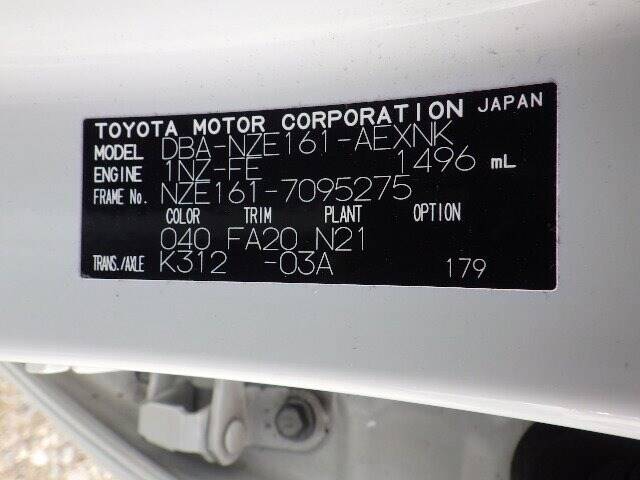 TOYOTA MOTOR CORPORATION JAPAN
MODEL DBA-NZE161-AEXNK
ENGINE 1NZ-FE 1496 mL
FRAME No. NZE161-7095275
COLOR TRIM PLANT OPTION
040 FA20 N21
TRANS./AXLE K312 -03A 179